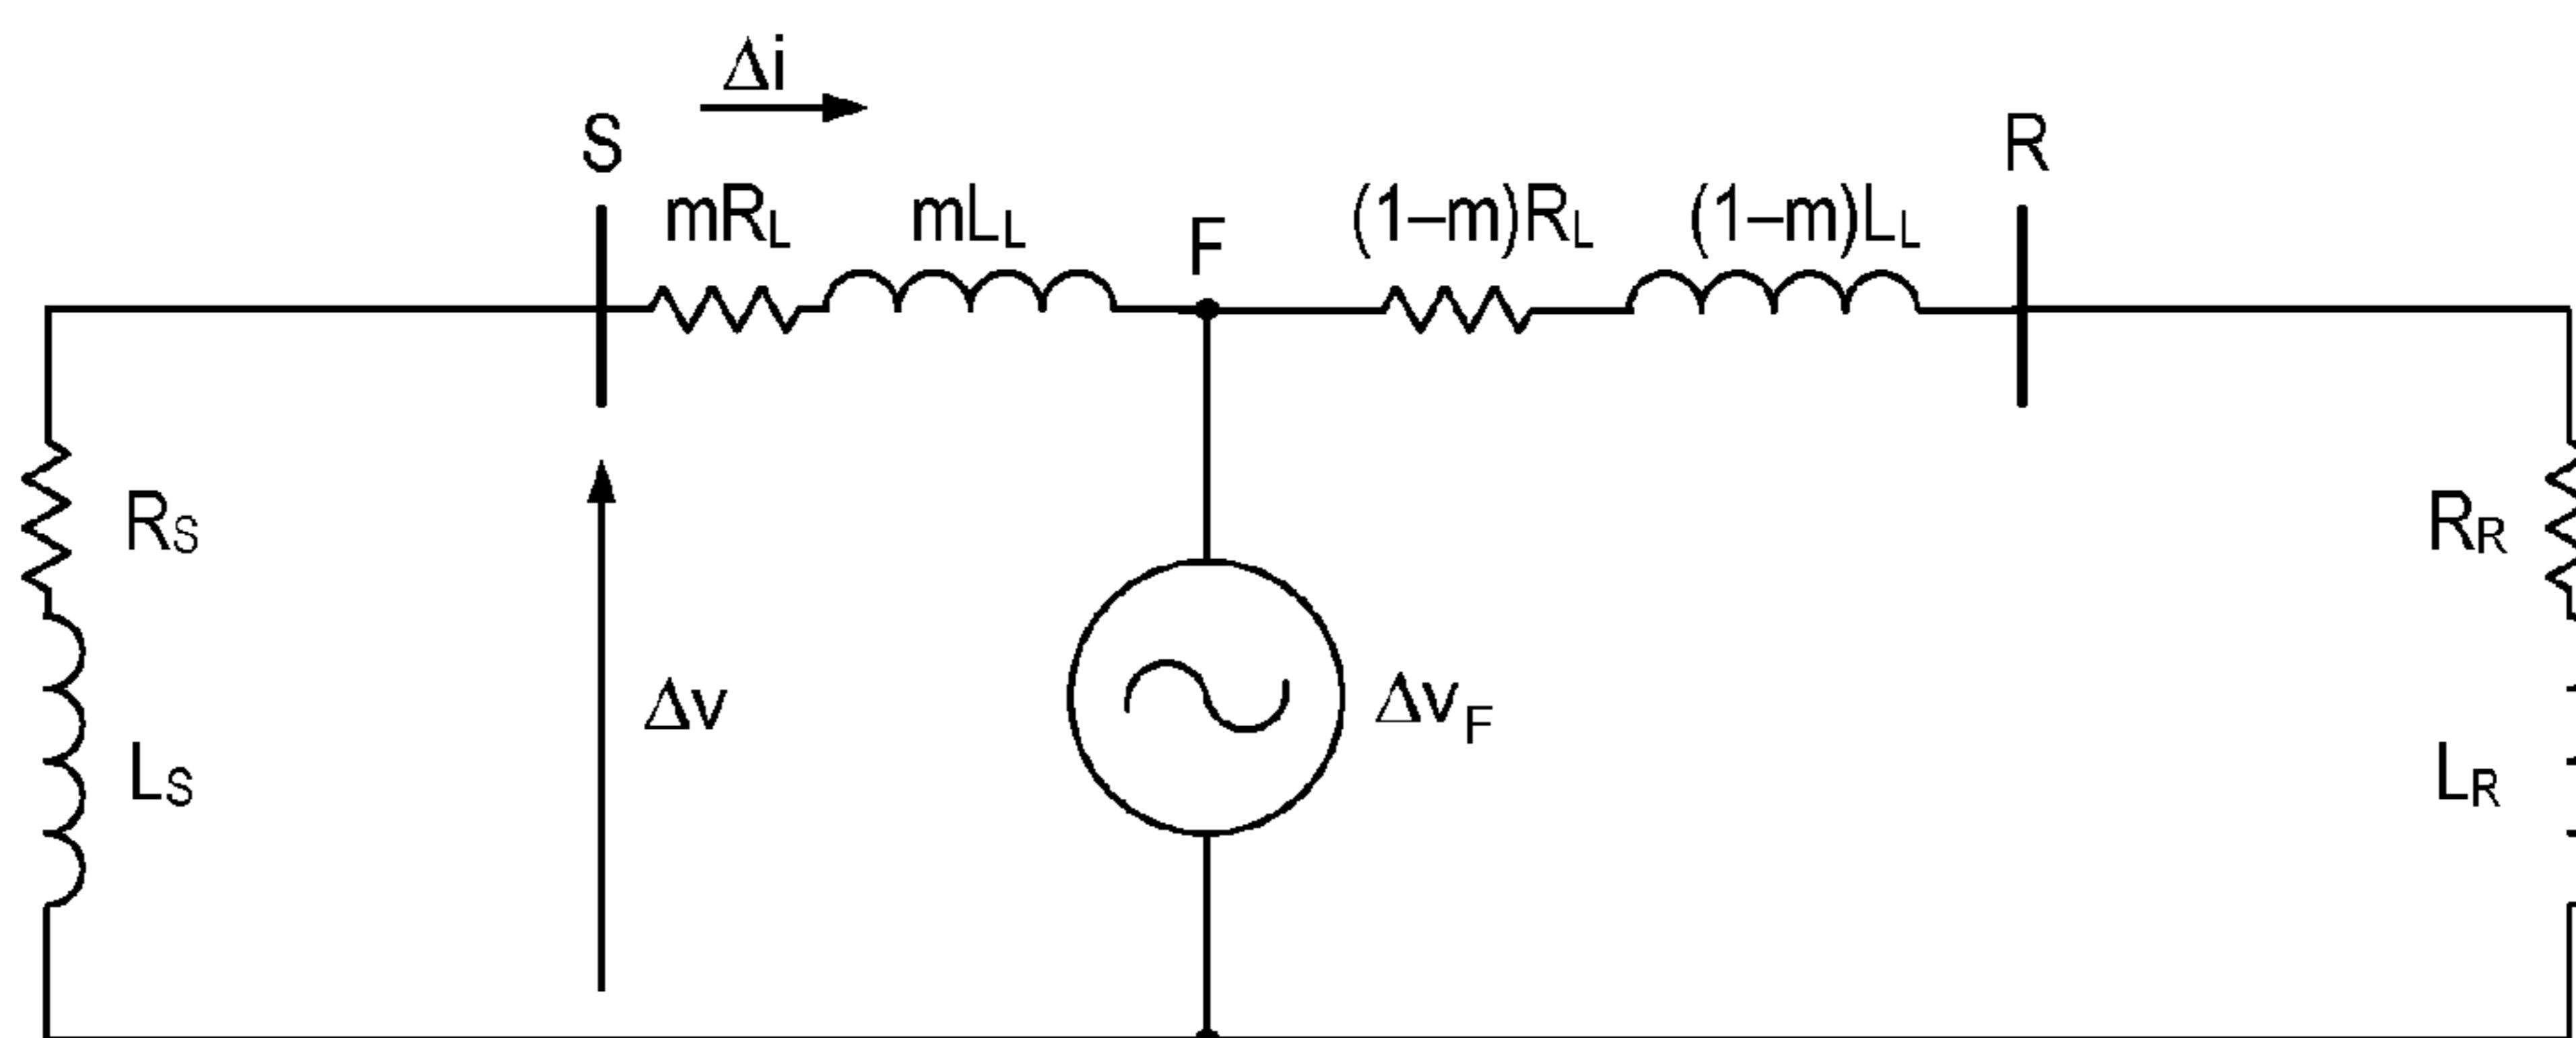 Δi
S
R
mRL
mLL
F
(1–m)RL
(1–m)LL
RS
RR
Δv
ΔvF
LS
LR